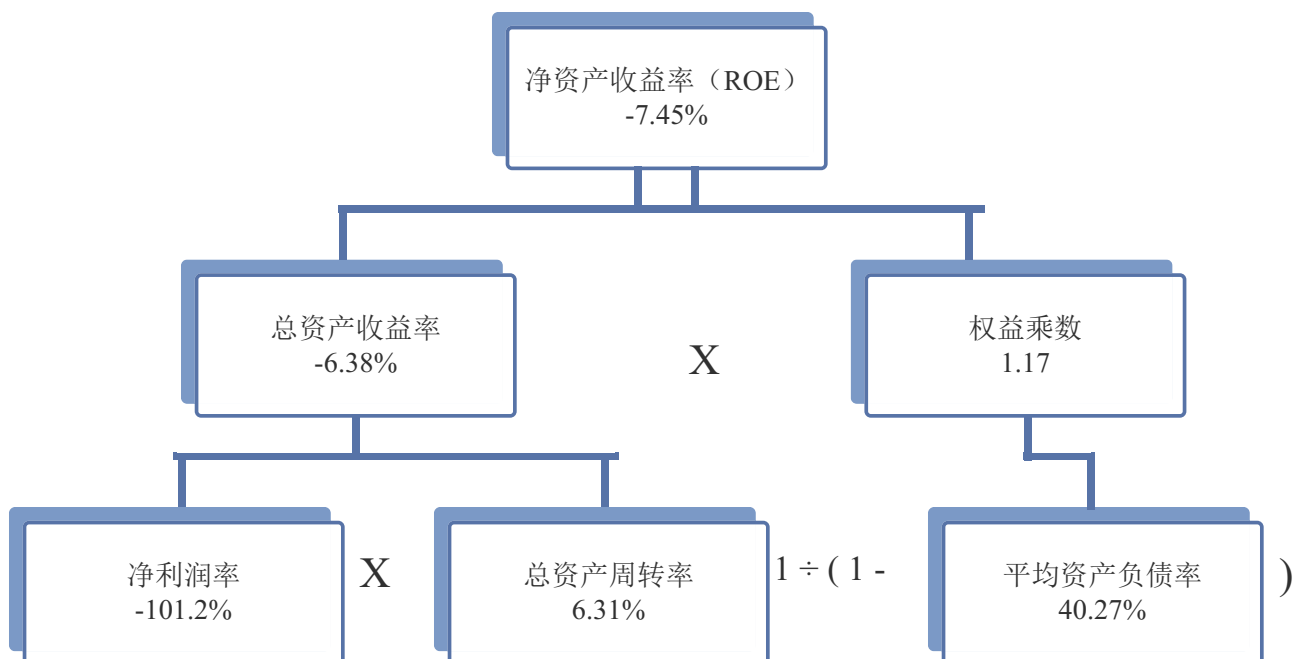 净资产收益率（ROE）
-7.45%
总资产收益率
-6.38%
X
权益乘数
1.17
净利润率
-101.2%
X
总资产周转率
6.31%
1 ÷ ( 1 -
平均资产负债率
40.27%
)